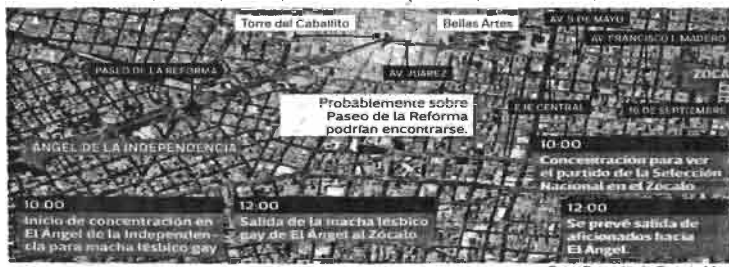 Torre del Caballito
Bellas Artes
AV. 5 DE MAYO
AV. FRANCISCO I. MADERO
PASEO DE LA REFORMA
AV. JUÁREZ
ZÓCA
Probablemente sobre
Paseo de la Reforma
podrían encontrarse.
EJE CENTRAL
16 DE SEPTIEMBRE
ÁNGEL DE LA INDEPENDENCIA
10:00
Concentración para ver
el partido de la Selección
Nacional en el Zócalo
10:00
Inicio de concentración en
El Ángel de la Independen-
cia para macha lésbico gay
12:00
Salida de la macha lésbico
gay de El Ángel al Zócalo
12:00
Se prevé salida de
aficionados hacia
El Ángel.